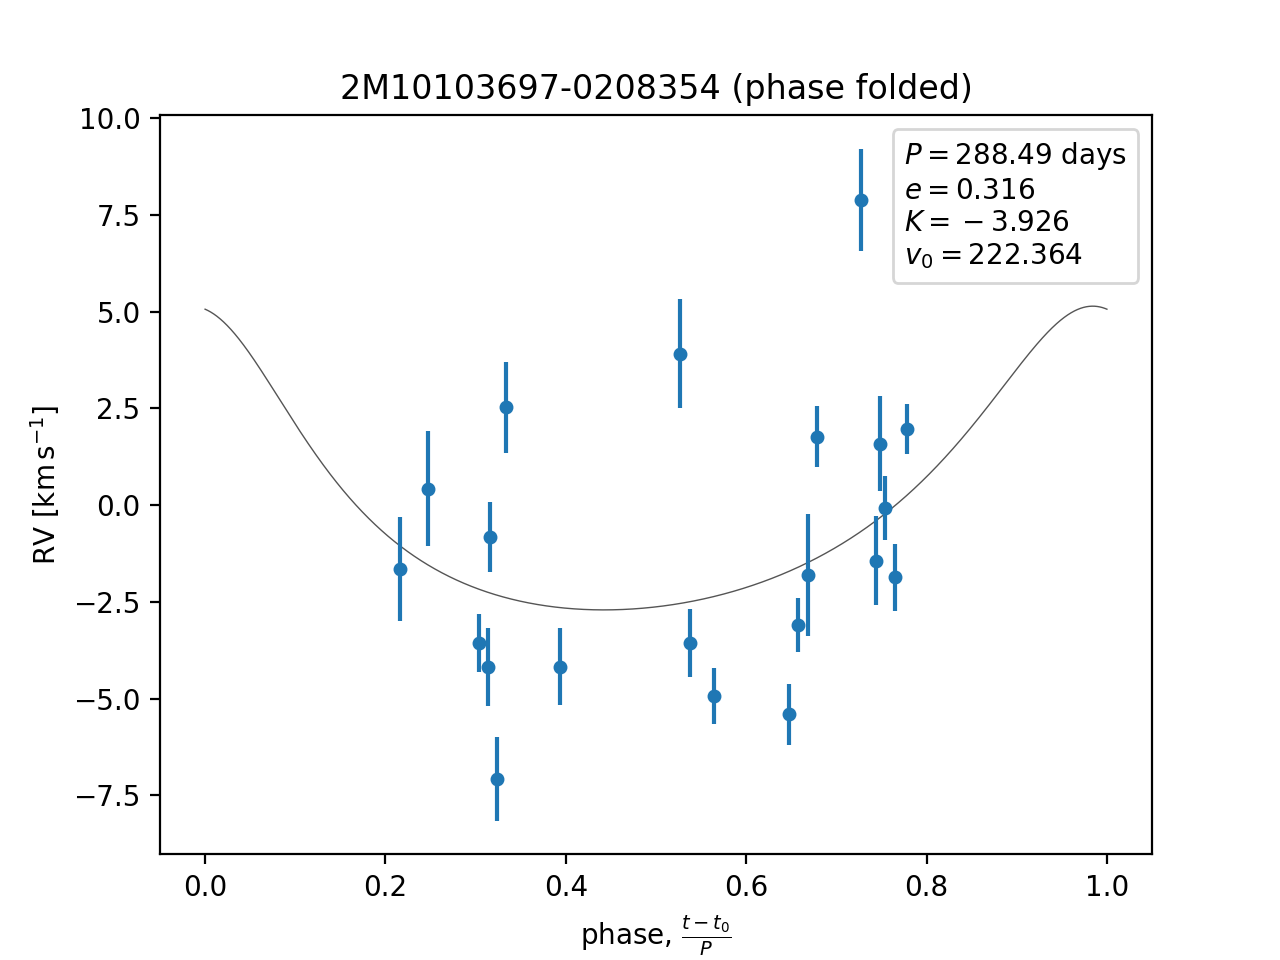 2M10103697-0208354 (phase folded)
P = 288.49 days
e = 0.316
K = −3.926
v₀ = 222.364
RV [km s⁻¹]
10.0
7.5
5.0
2.5
0.0
−2.5
−5.0
−7.5
0.0 0.2 0.4 0.6 0.8 1.0
phase, (t − t₀)/P